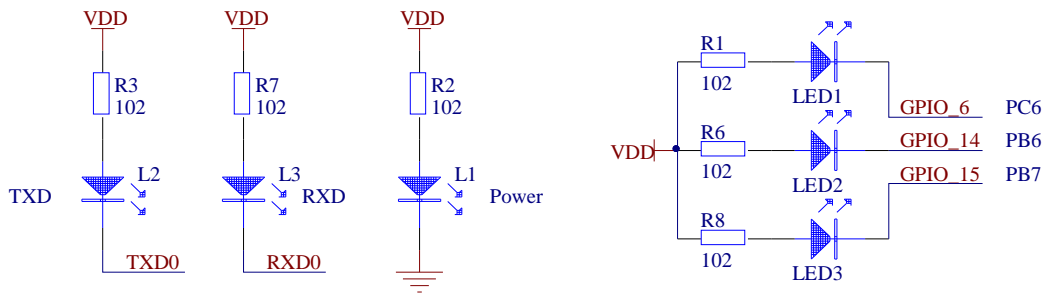 VDD
R3
102
L2
TXD
TXD0
VDD
R7
102
L3
RXD
RXD0
VDD
R2
102
L1
Power
R1
102
LED1
GPIO_6 PC6
VDD
R6
102
LED2
GPIO_14 PB6
R8
102
LED3
GPIO_15 PB7